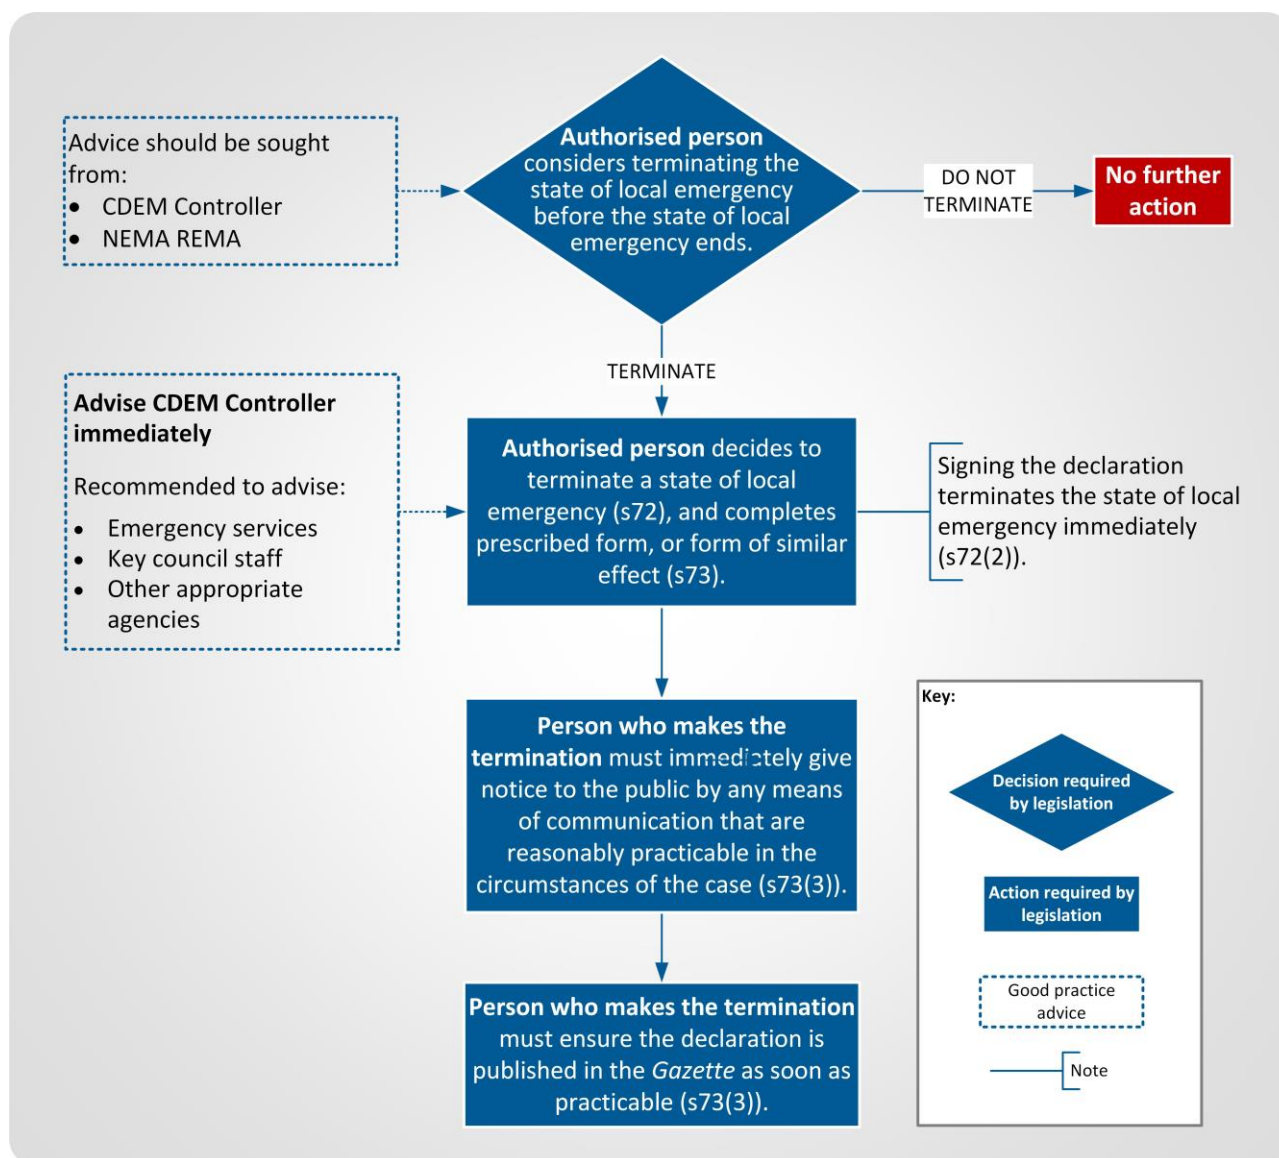 Authorised person
considers terminating the
state of local emergency
before the state of local
emergency ends.
Advice should be sought
from:
• CDEM Controller
• NEMA REMA
DO NOT
TERMINATE
No further
action
TERMINATE
Advise CDEM Controller
immediately
Recommended to advise:
• Emergency services
• Key council staff
• Other appropriate
agencies
Authorised person decides to
terminate a state of local
emergency (s72), and completes
prescribed form, or form of similar
effect (s73).
Signing the declaration
terminates the state of local
emergency immediately
(s72(2)).
Person who makes the
termination must immediately give
notice to the public by any means
of communication that are
reasonably practicable in the
circumstances of the case (s73(3)).
Person who makes the termination
must ensure the declaration is
published in the Gazette as soon as
practicable (s73(3)).
Key:
Decision required
by legislation
Action required by
legislation
Good practice
advice
Note